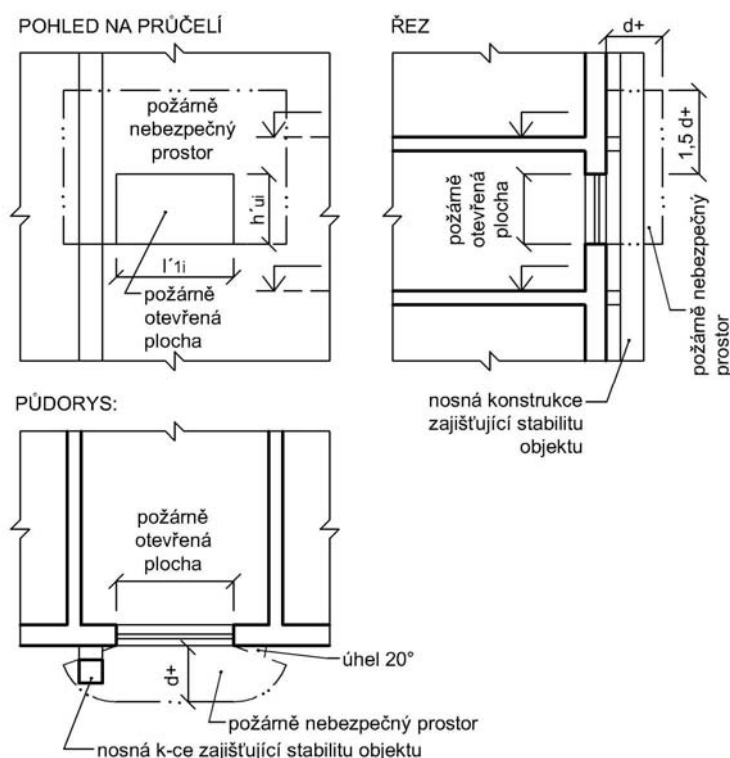 POHLED NA PRŮČELÍ
požárně
nebezpečný
prostor
h´ui
l´1i
požárně
otevřená
plocha
ŘEZ
d+
1,5 d+
požárně
otevřená
plocha
požárně nebezpečný
prostor
nosná konstrukce
zajišťující stabilitu
objektu
PŮDORYS:
požárně
otevřená
plocha
d+
úhel 20°
požárně nebezpečný prostor
nosná k-ce zajišťující stabilitu objektu